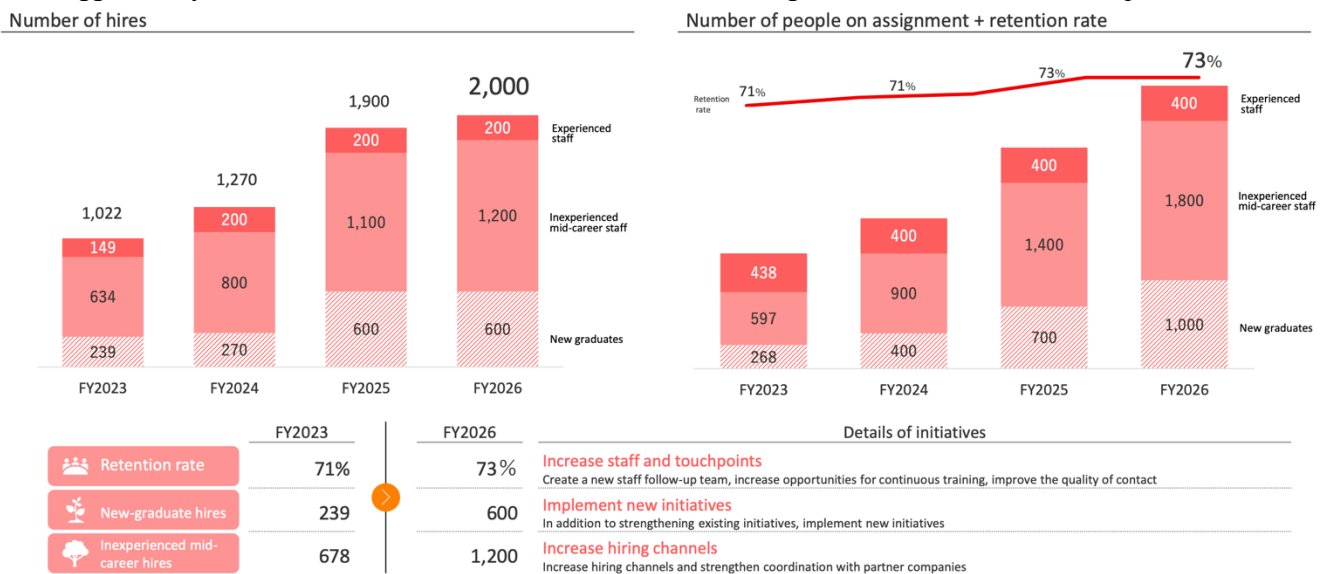 Number of hires
2,000
1,900
1,270
1,022
200
200
Experienced
staff
200
149
1,100
1,200
Inexperienced
mid-career staff
800
634
600
600
New graduates
239
270
FY2023
FY2024
FY2025
FY2026
Number of people on assignment + retention rate
73%
73%
71%
71%
Retention
rate
400
Experienced
staff
400
1,800
Inexperienced
mid-career staff
400
1,400
438
900
597
1,000
New graduates
700
268
400
FY2023
FY2024
FY2025
FY2026
FY2023
FY2026
Details of initiatives
Retention rate
71%
73%
Increase staff and touchpoints
Create a new staff follow-up team, increase opportunities for continuous training, improve the quality of contact
New-graduate hires
239
600
Implement new initiatives
In addition to strengthening existing initiatives, implement new initiatives
Inexperienced mid-
career hires
678
1,200
Increase hiring channels
Increase hiring channels and strengthen coordination with partner companies